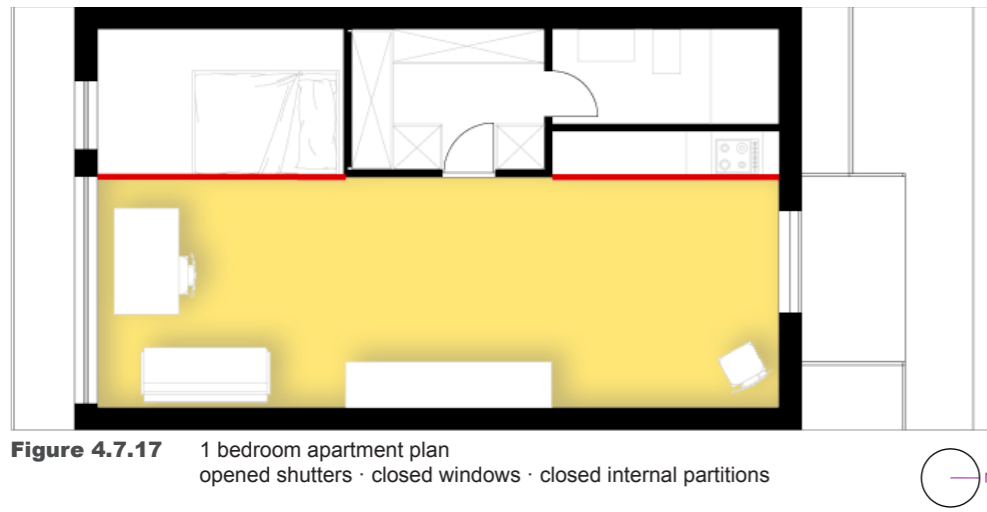 Figure 4.7.17 1 bedroom apartment plan
opened shutters · closed windows · closed internal partitions